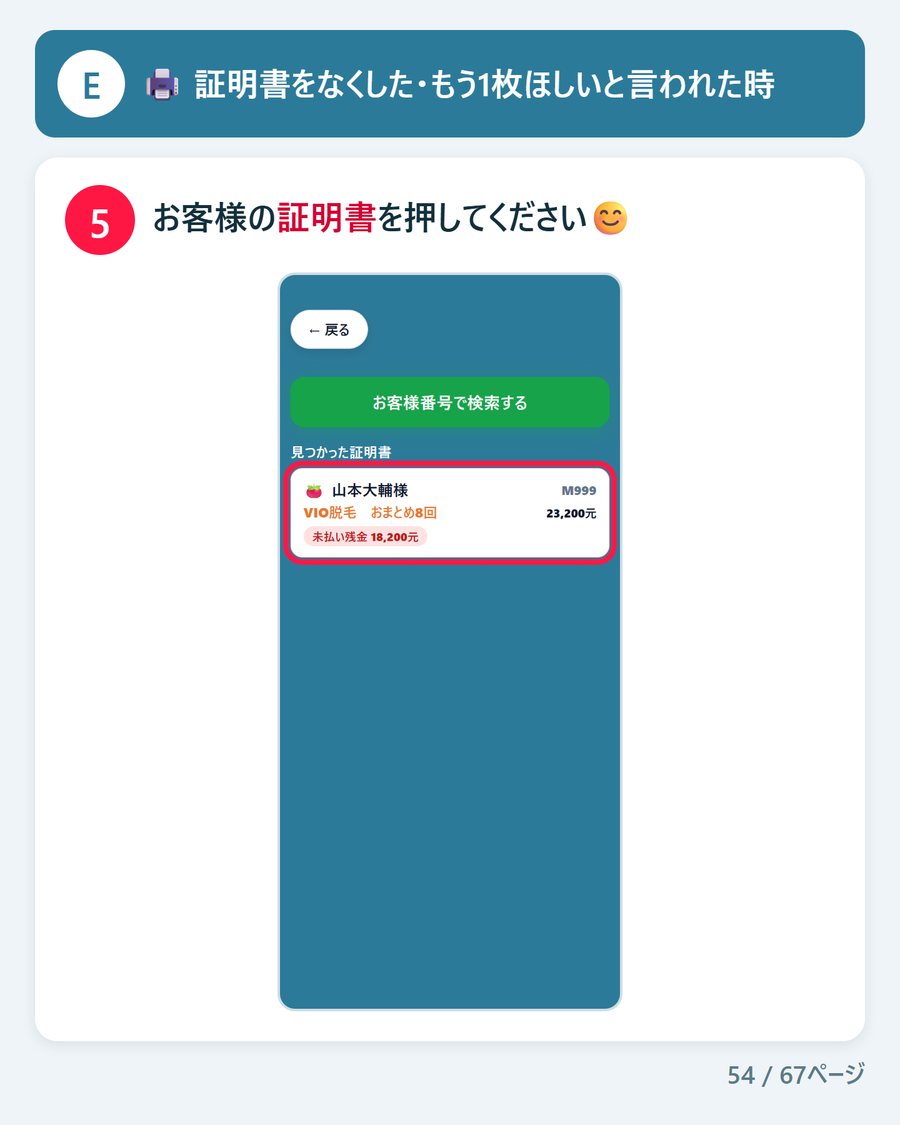 E 証明書をなくした・もう1枚ほしいと言われた時
5 お客様の証明書を押してください
← 戻る
お客様番号で検索する
見つかった証明書
山本大輔様 M999
VIO脱毛 おまとめ8回 23,200元
未払い残金 18,200元
54 / 67ページ